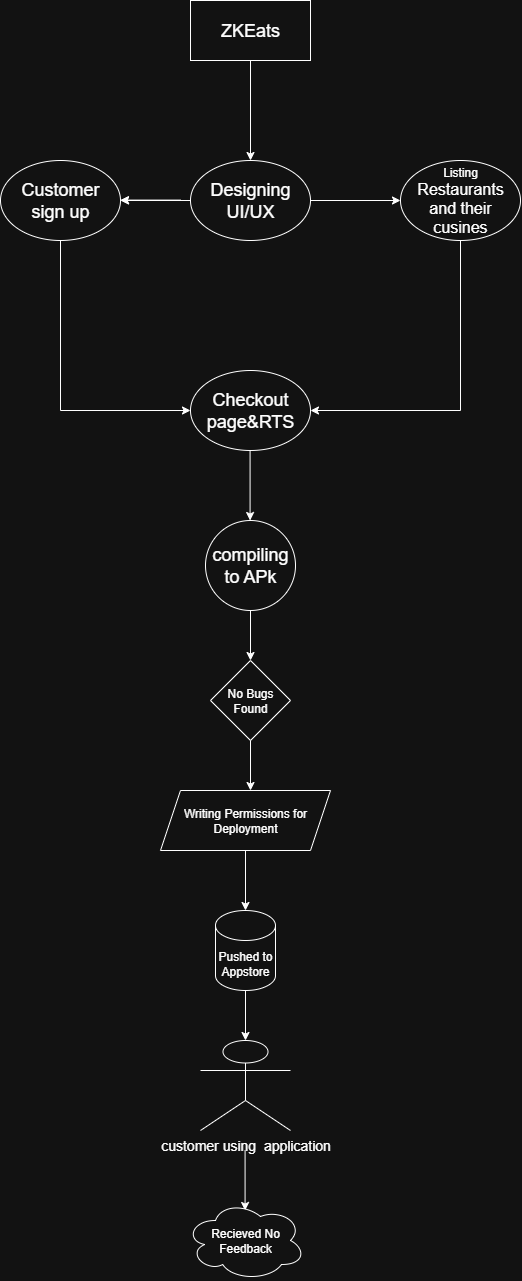 ZKEats
Customer
sign up
Designing
UI/UX
Listing
Restaurants
and their
cusines
Checkout
page&RTS
compiling
to APk
No Bugs
Found
Writing Permissions for
Deployment
Pushed to
Appstore
customer using  application
Recieved No
Feedback